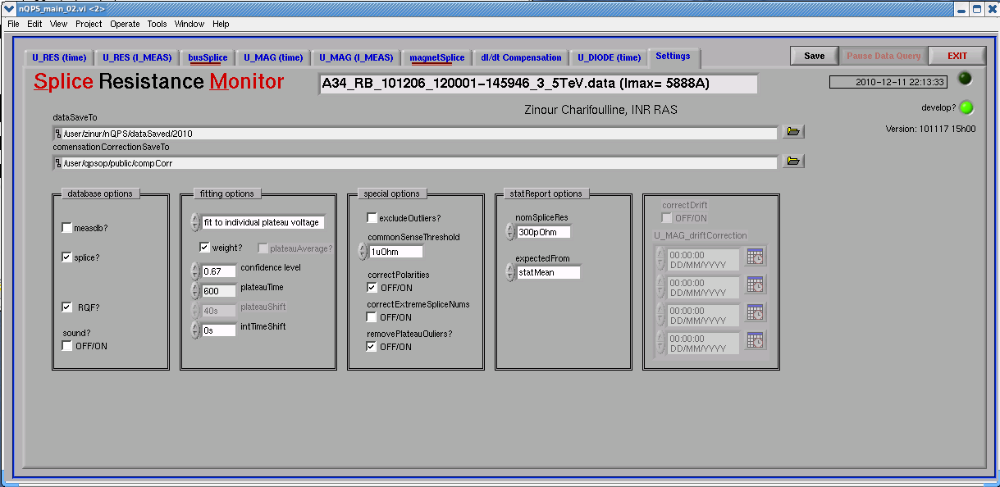 nQPS_main_02.vi <2>
File Edit View Project Operate Tools Window Help
U_RES (time) U_RES (I_MEAS) busSplice U_MAG (time) U_MAG (I_MEAS) magnetSplice dI/dt Compensation U_DIODE (time) Settings
Save Pause Data Query EXIT
Splice Resistance Monitor
A34_RB_101206_120001-145946_3_5TeV.data (Imax= 5888A)
2010-12-11 22:13:33
Zinour Charifoulline, INR RAS
develop?
Version: 101117 15h00
dataSaveTo
/user/zinur/nQPS/dataSaved/2010
comensationCorrectionSaveTo
/user/qpsop/public/compCorr
database options
measdb?
splice?
RQF?
sound?
OFF/ON
fitting options
fit to individual plateau voltage
weight? plateauAverage?
0.67 confidence level
600 plateauTime
40s plateauShift
0s intTimeShift
special options
excludeOutliers?
commonSenseThreshold
1uOhm
correctPolarities
OFF/ON
correctExtremeSpliceNums
OFF/ON
removePlateauOuliers?
OFF/ON
statReport options
nomSpliceRes
300pOhm
expectedFrom
statMean
correctDrift
OFF/ON
U_MAG_driftCorrection
00:00:00
DD/MM/YYYY
00:00:00
DD/MM/YYYY
00:00:00
DD/MM/YYYY
00:00:00
DD/MM/YYYY